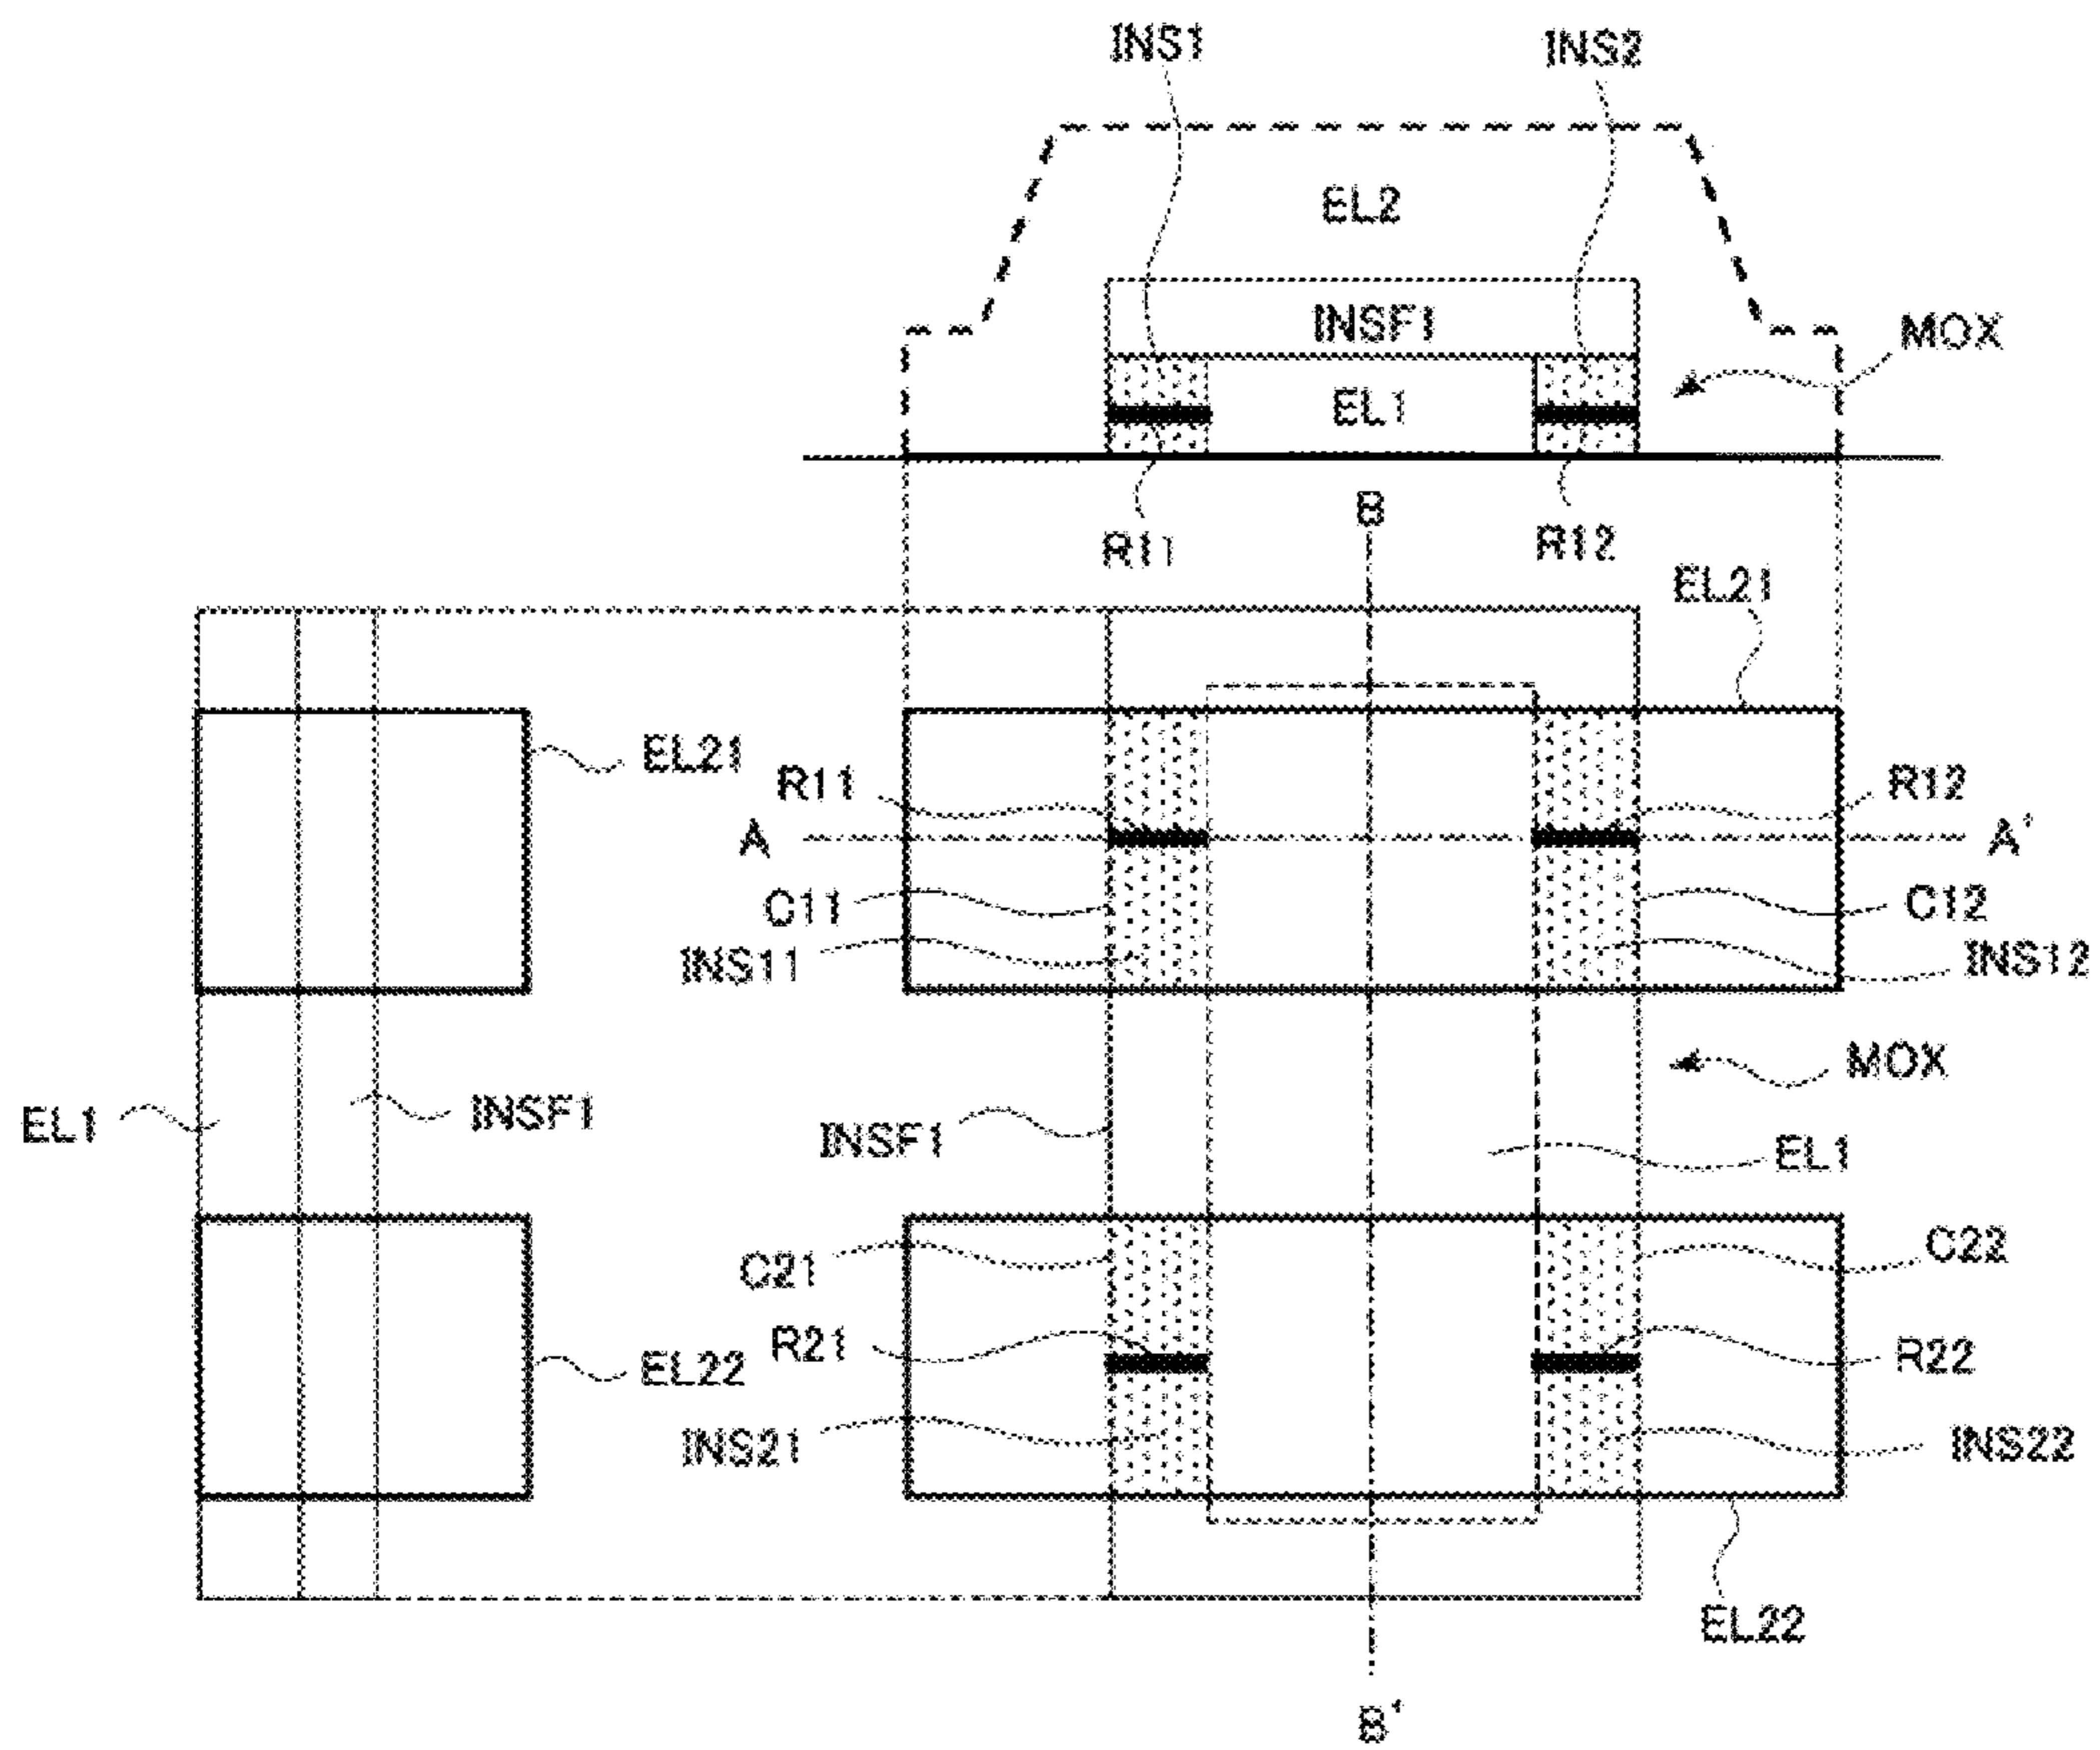 INS1
INS2
EL2
INSF1
MOX
EL1
B
R11
R12
EL21
EL21
R11
R12
A
A'
C11
C12
INS11
INS12
MOX
EL1
INSF1
INSF1
EL1
C21
C22
EL22
R21
R22
INS21
INS22
EL22
B'